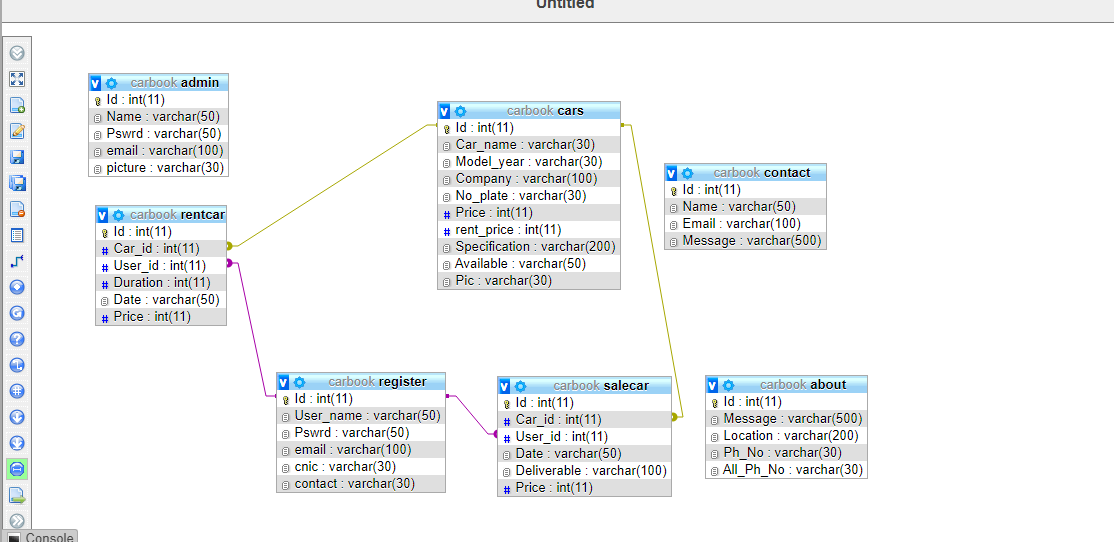 Untitled
carbook admin
Id : int(11)
Name : varchar(50)
Pswrd : varchar(50)
email : varchar(100)
picture : varchar(30)
carbook cars
Id : int(11)
Car_name : varchar(30)
Model_year : varchar(30)
Company : varchar(100)
No_plate : varchar(30)
# Price : int(11)
# rent_price : int(11)
Specification : varchar(200)
Available : varchar(50)
Pic : varchar(30)
carbook contact
Id : int(11)
Name : varchar(50)
Email : varchar(100)
Message : varchar(500)
carbook rentcar
Id : int(11)
# Car_id : int(11)
# User_id : int(11)
# Duration : int(11)
Date : varchar(50)
# Price : int(11)
carbook register
Id : int(11)
User_name : varchar(50)
Pswrd : varchar(50)
email : varchar(100)
cnic : varchar(30)
contact : varchar(30)
carbook salecar
Id : int(11)
# Car_id : int(11)
# User_id : int(11)
Date : varchar(50)
Deliverable : varchar(100)
# Price : int(11)
carbook about
Id : int(11)
Message : varchar(500)
Location : varchar(200)
Ph_No : varchar(30)
All_Ph_No : varchar(30)
Console